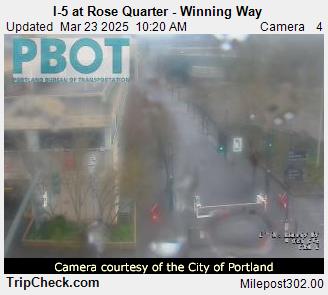 I-5 at Rose Quarter - Winning Way
Updated Mar 23 2025 10:20 AM Camera 4
PBOT
PORTLAND BUREAU OF TRANSPORTATION
Camera courtesy of the City of Portland
TripCheck.com Milepost302.00